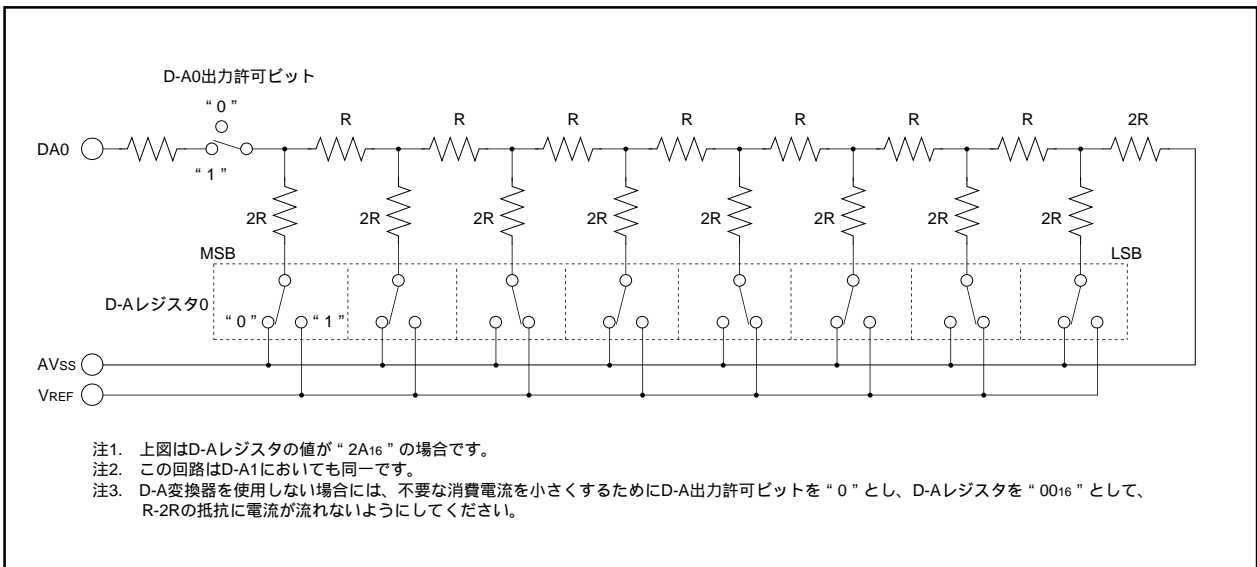 D-A0出力許可ビット
“ 0 ”
DA0
“ 1 ”
R R R R R R R 2R
2R 2R 2R 2R 2R 2R 2R 2R
MSB LSB
D-Aレジスタ0
“ 0 ” “ 1 ”
AVSS
VREF
注1. 上図はD-Aレジスタの値が “ 2A16 ” の場合です。
注2. この回路はD-A1においても同一です。
注3. D-A変換器を使用しない場合には、不要な消費電流を小さくするためにD-A出力許可ビットを “ 0 ” とし、D-Aレジスタを “ 0016 ” として、
R-2Rの抵抗に電流が流れないようにしてください。